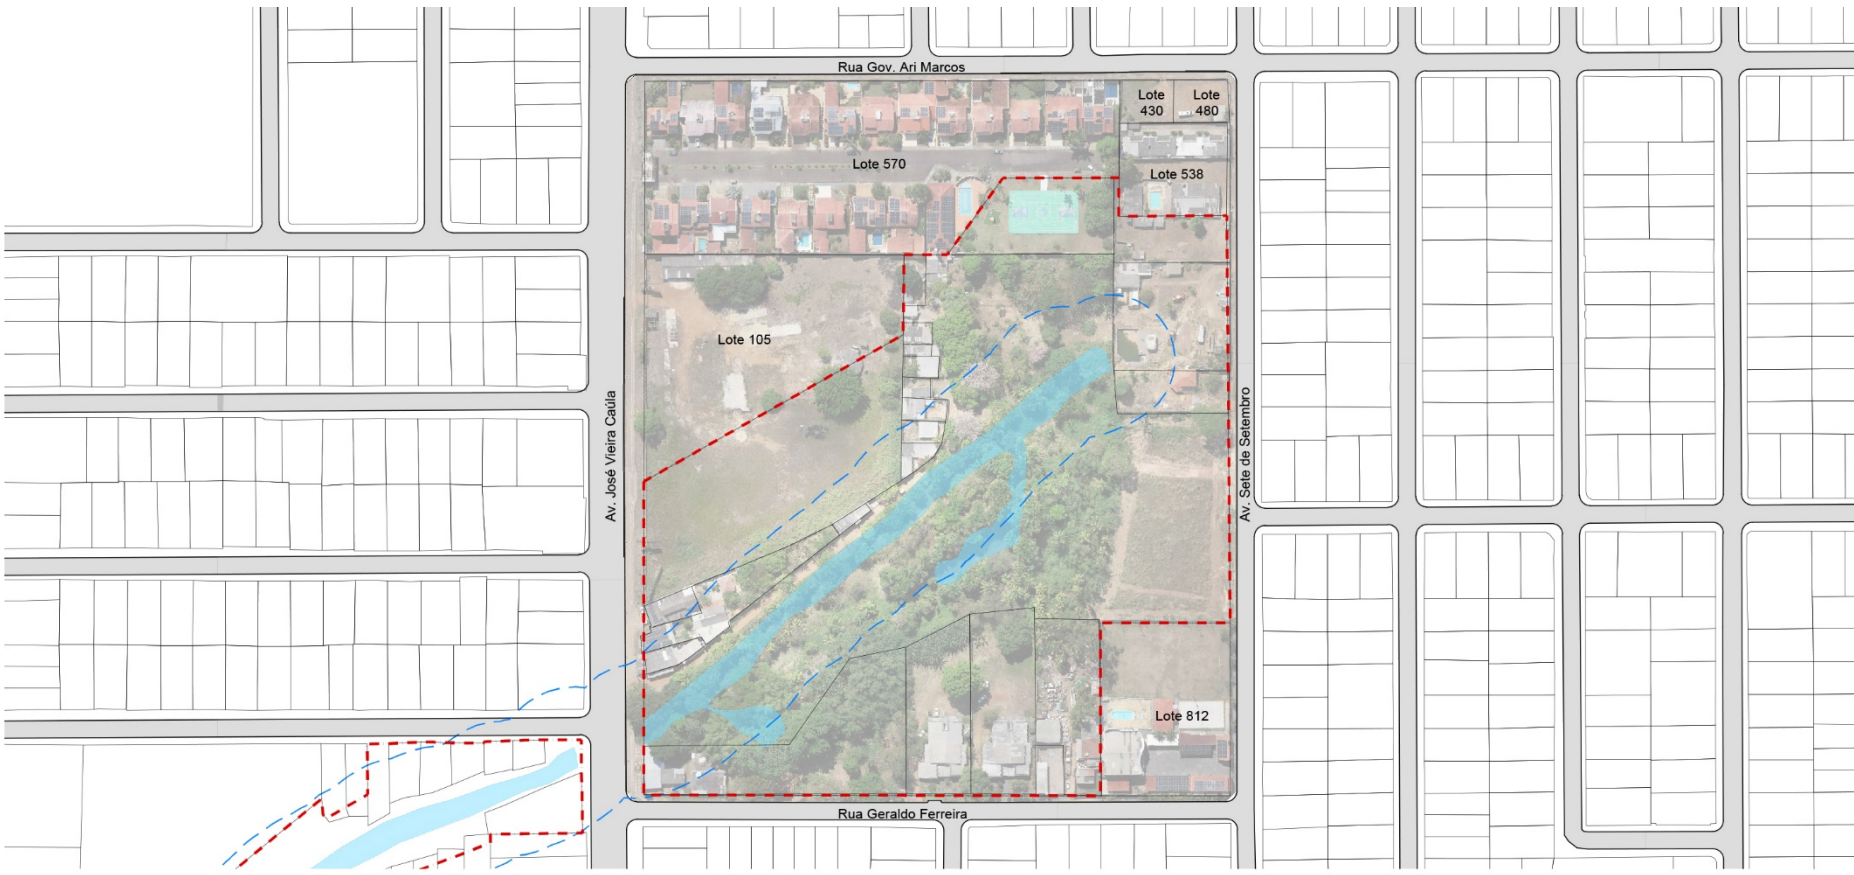 Rua Gov. Ari Marcos
Lote
430
Lote
480
Lote 570
Lote 538
Lote 105
Av. José Vieira Caúla
Av. Sete de Setembro
Lote 812
Rua Geraldo Ferreira